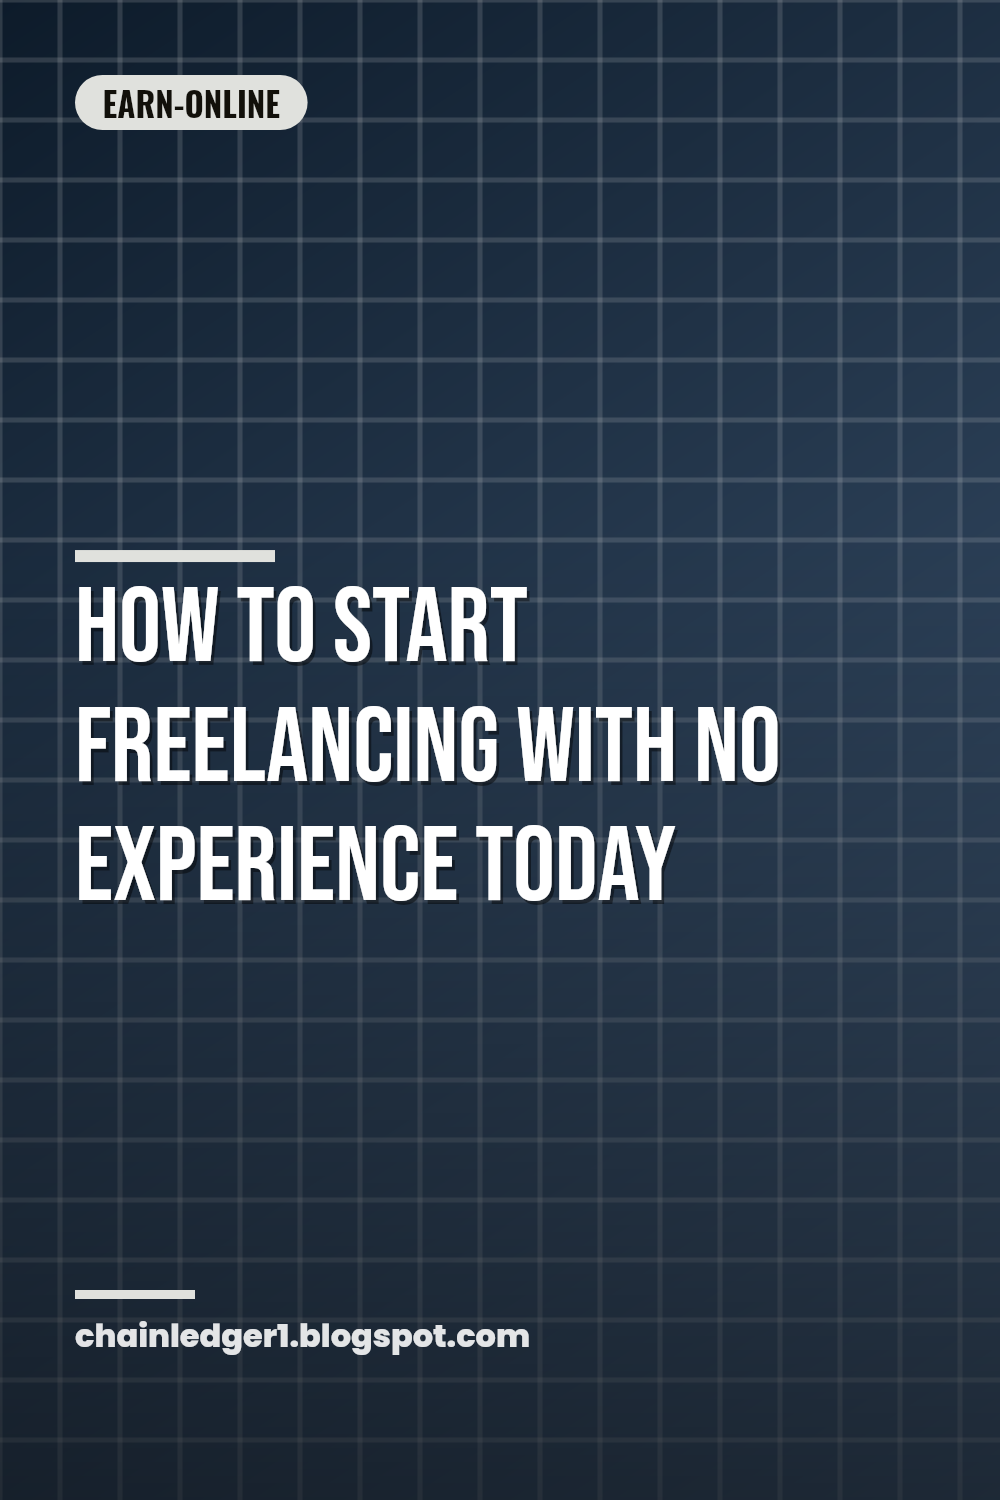 EARN-ONLINE
HOW TO START
FREELANCING WITH NO
EXPERIENCE TODAY
chainledger1.blogspot.com